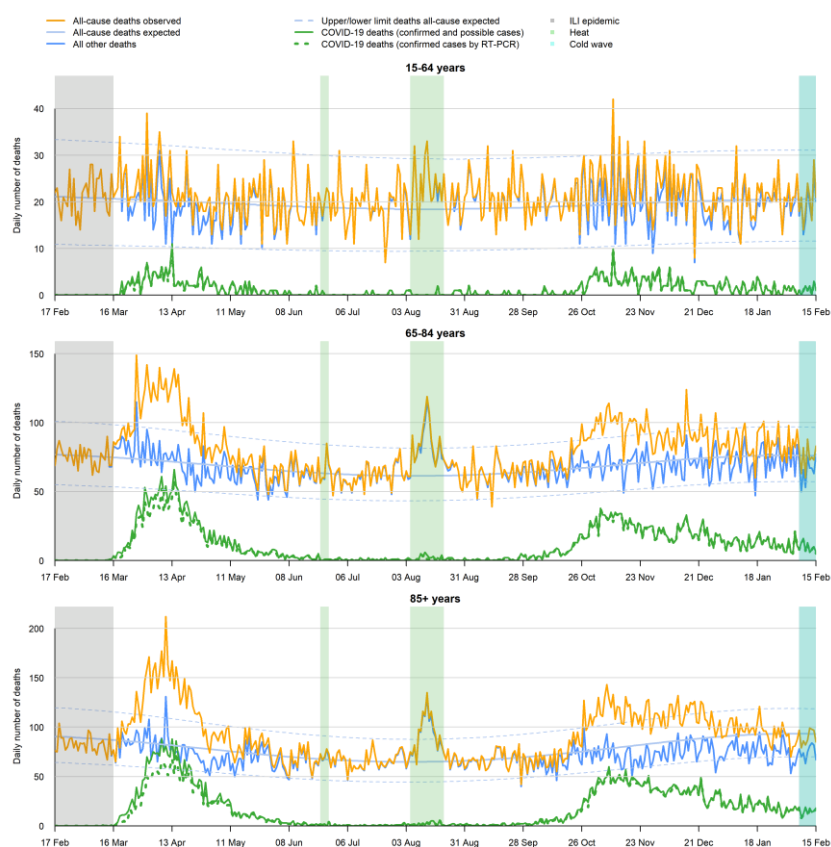 All-cause deaths observed
All-cause deaths expected
All other deaths
Upper/lower limit deaths all-cause expected
COVID-19 deaths (confirmed and possible cases)
COVID-19 deaths (confirmed cases by RT-PCR)
ILI epidemic
Heat
Cold wave
15-64 years
Daily number of deaths
40
30
20
10
0
17 Feb 16 Mar 13 Apr 11 May 08 Jun 06 Jul 03 Aug 31 Aug 28 Sep 26 Oct 23 Nov 21 Dec 18 Jan 15 Feb
65-84 years
Daily number of deaths
150
100
50
0
17 Feb 16 Mar 13 Apr 11 May 08 Jun 06 Jul 03 Aug 31 Aug 28 Sep 26 Oct 23 Nov 21 Dec 18 Jan 15 Feb
85+ years
Daily number of deaths
200
150
100
50
0
17 Feb 16 Mar 13 Apr 11 May 08 Jun 06 Jul 03 Aug 31 Aug 28 Sep 26 Oct 23 Nov 21 Dec 18 Jan 15 Feb